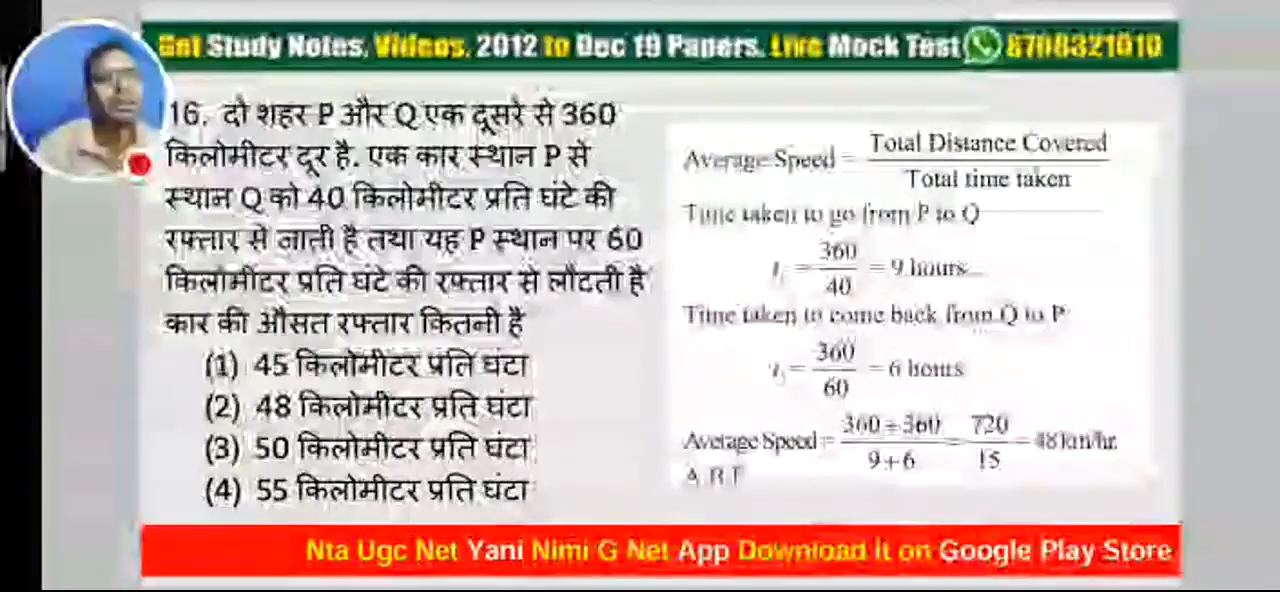 Get Study Notes, Videos, 2012 to Dec 19 Papers, Live Mock Test 8708321010
16. दो शहर P और Q एक दूसरे से 360
किलोमीटर दूर है. एक कार स्थान P से
स्थान Q को 40 किलोमीटर प्रति घंटे की
रफ्तार से जाती है तथा यह P स्थान पर 60
किलोमीटर प्रति घंटे की रफ्तार से लौटती है
कार की औसत रफ्तार कितनी है
(1) 45 किलोमीटर प्रति घंटा
(2) 48 किलोमीटर प्रति घंटा
(3) 50 किलोमीटर प्रति घंटा
(4) 55 किलोमीटर प्रति घंटा
Average Speed = Total Distance Covered
Total time taken
Time taken to go from P to Q
= 360/40 = 9 hours
Time taken to come back from Q to P
= 360/60 = 6 hours
Average Speed = 360+360/9+6 = 720/15 = 48 km/hr.
Nta Ugc Net Yani Nimi G Net App Download it on Google Play Store